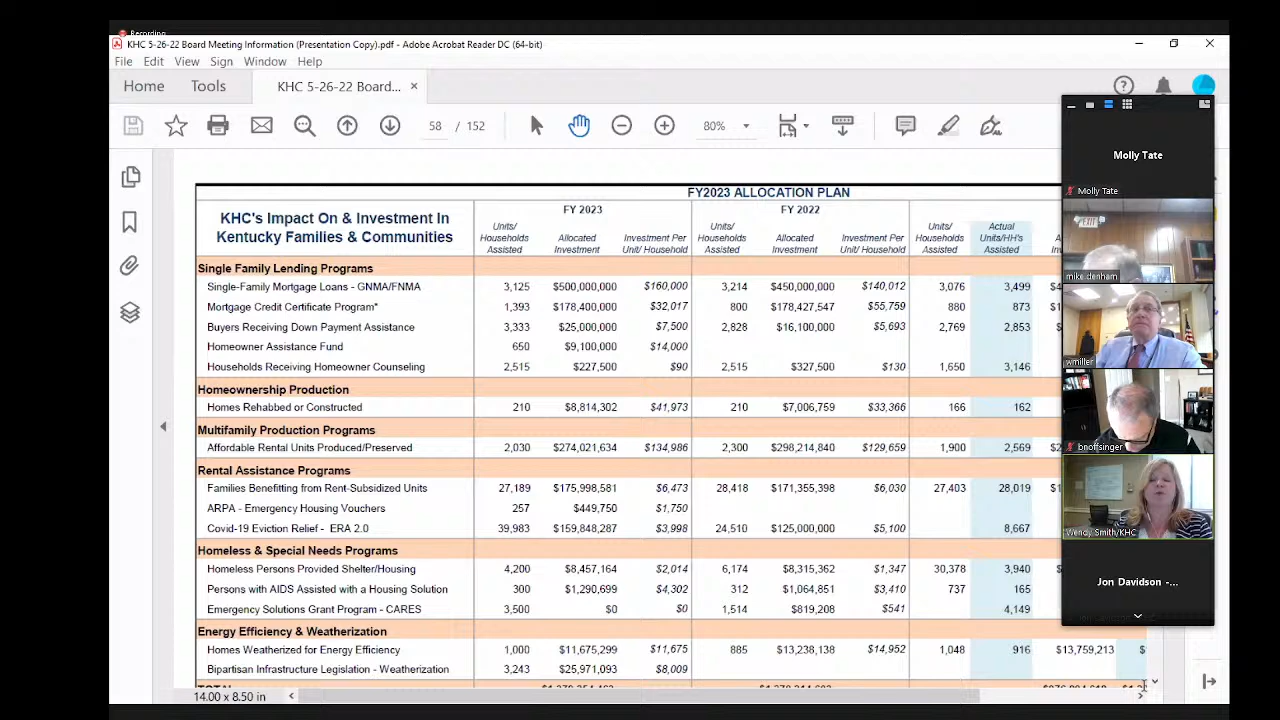 Recording
KHC 5-26-22 Board Meeting Information (Presentation Copy).pdf - Adobe Acrobat Reader DC (64-bit)
File Edit View Sign Window Help
Home Tools KHC 5-26-22 Board... ×
58 / 152 80%
FY2023 ALLOCATION PLAN
KHC's Impact On & Investment In Kentucky Families & Communities
FY 2023 FY 2022
Units/ Households Assisted Allocated Investment Investment Per Unit/ Household Units/ Households Assisted Allocated Investment Investment Per Unit/ Household Units/ Households Assisted Actual Units/HH's Assisted
Single Family Lending Programs
Single-Family Mortgage Loans - GNMA/FNMA 3,125 $500,000,000 $160,000 3,214 $450,000,000 $140,012 3,076 3,499
Mortgage Credit Certificate Program* 1,393 $178,400,000 $32,017 800 $178,427,547 $55,759 880 873
Buyers Receiving Down Payment Assistance 3,333 $25,000,000 $7,500 2,828 $16,100,000 $5,693 2,769 2,853
Homeowner Assistance Fund 650 $9,100,000 $14,000
Households Receiving Homeowner Counseling 2,515 $227,500 $90 2,515 $327,500 $130 1,650 3,146
Homeownership Production
Homes Rehabbed or Constructed 210 $8,814,302 $41,973 210 $7,006,759 $33,366 166 162
Multifamily Production Programs
Affordable Rental Units Produced/Preserved 2,030 $274,021,634 $134,986 2,300 $298,214,840 $129,659 1,900 2,569
Rental Assistance Programs
Families Benefitting from Rent-Subsidized Units 27,189 $175,998,581 $6,473 28,418 $171,355,398 $6,030 27,403 28,019
ARPA - Emergency Housing Vouchers 257 $449,750 $1,750
Covid-19 Eviction Relief - ERA 2.0 39,983 $159,848,287 $3,998 24,510 $125,000,000 $5,100 8,667
Homeless & Special Needs Programs
Homeless Persons Provided Shelter/Housing 4,200 $8,457,164 $2,014 6,174 $8,315,362 $1,347 30,378 3,940
Persons with AIDS Assisted with a Housing Solution 300 $1,290,699 $4,302 312 $1,064,851 $3,410 737 165
Emergency Solutions Grant Program - CARES 3,500 $0 $0 1,514 $819,208 $541 4,149
Energy Efficiency & Weatherization
Homes Weatherized for Energy Efficiency 1,000 $11,675,299 $11,675 885 $13,238,138 $14,952 1,048 916 $13,759,213 $
Bipartisan Infrastructure Legislation - Weatherization 3,243 $25,971,093 $8,009
14.00 x 8.50 in
Molly Tate
Molly Tate
EXIT
mike denham
wmiller
bnoffsinger
Wendy Smith/KHC
Jon Davidson -...